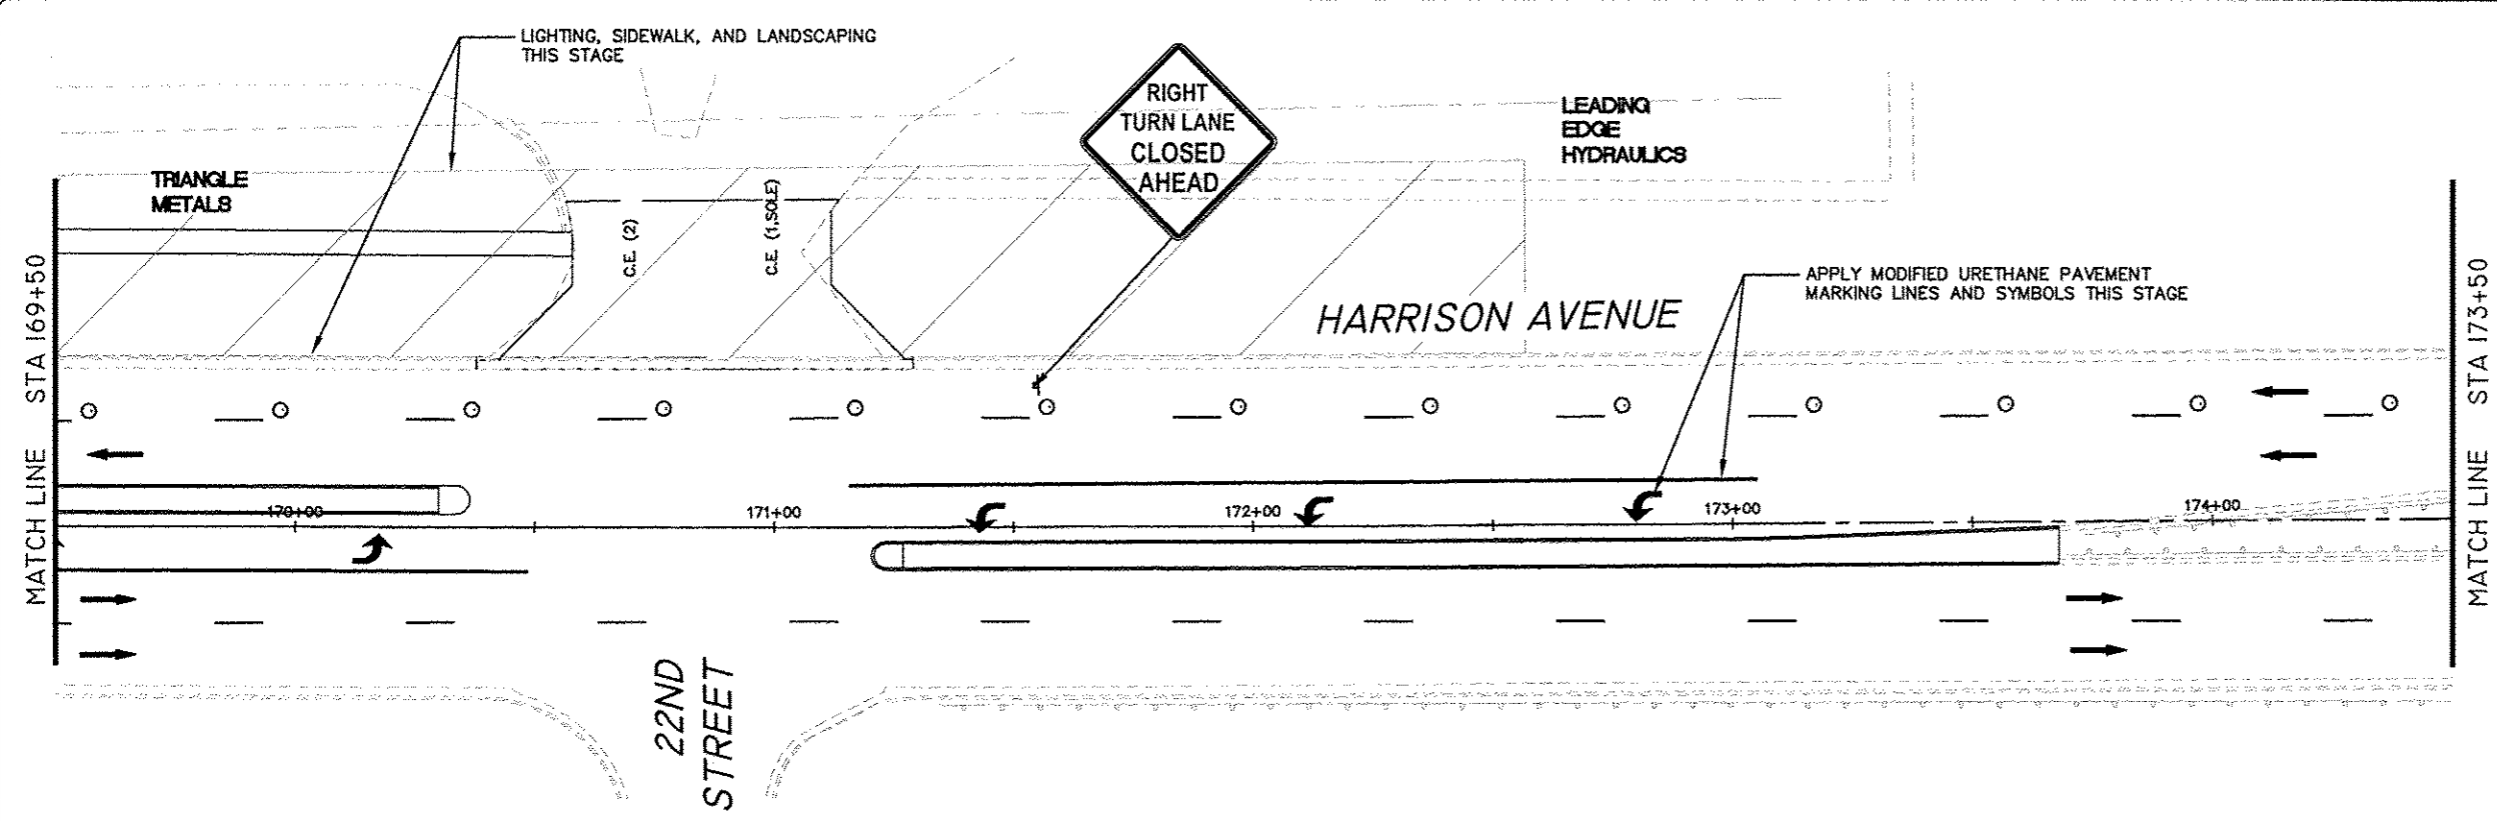 LIGHTING, SIDEWALK, AND LANDSCAPING
THIS STAGE
RIGHT
TURN LANE
CLOSED
AHEAD
LEADING
EDGE
HYDRAULICS
TRIANGLE
METALS
C.E. (2)
C.E. (1,SOLE)
APPLY MODIFIED URETHANE PAVEMENT
MARKING LINES AND SYMBOLS THIS STAGE
HARRISON AVENUE
MATCH LINE STA 169+50
MATCH LINE STA 173+50
170+00
171+00
172+00
173+00
174+00
22ND
STREET